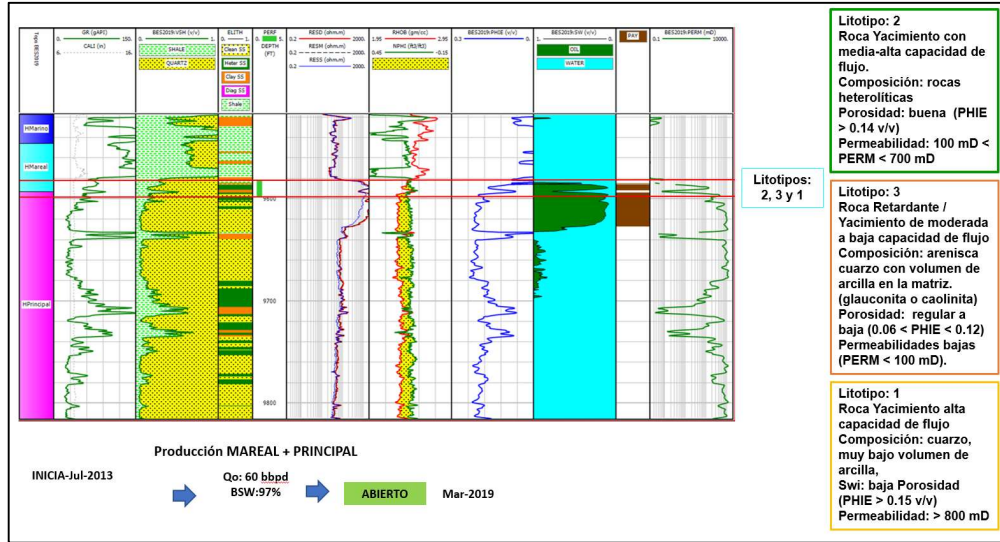 Tops BES2019
GR (gAPI)
0. 150.
CALI (in)
6. 16.
BES2019:VSH (v/v)
0. 1.
SHALE
QUARTZ
ELITH
0. 1.
Clean SS
Heter SS
Clay SS
Diag SS
Shale
PERF
0. 5.
DEPTH
(FT)
RESD (ohm.m)
0.2 2000.
RESM (ohm.m)
0.2 2000.
RESS (ohm.m)
0.2 2000.
RHOB (gm/cc)
1.95 2.95
NPHI (ft3/ft3)
0.45 -0.15
BES2019:PHIE (v/v)
0.3 0.
BES2019:SW (v/v)
1. 0.
OIL
WATER
PAY
BES2019:PERM (mD)
0.1 10000.
HMarino
HMareal
HPrincipal
9600
9700
9800
Litotipos:
2, 3 y 1
Litotipo: 2
Roca Yacimiento con
media-alta capacidad de
flujo.
Composición: rocas
heterolíticas
Porosidad: buena (PHIE
> 0.14 v/v)
Permeabilidad: 100 mD <
PERM < 700 mD
Litotipo: 3
Roca Retardante /
Yacimiento de moderada
a baja capacidad de flujo
Composición: arenisca
cuarzo con volumen de
arcilla en la matriz.
(glauconita o caolinita)
Porosidad: regular a
baja (0.06 < PHIE < 0.12)
Permeabilidades bajas
(PERM < 100 mD).
Litotipo: 1
Roca Yacimiento alta
capacidad de flujo
Composición: cuarzo,
muy bajo volumen de
arcilla,
Swi: baja Porosidad
(PHIE > 0.15 v/v)
Permeabilidad: > 800 mD
Producción MAREAL + PRINCIPAL
INICIA-Jul-2013
Qo: 60 bbpd
BSW:97%
ABIERTO
Mar-2019